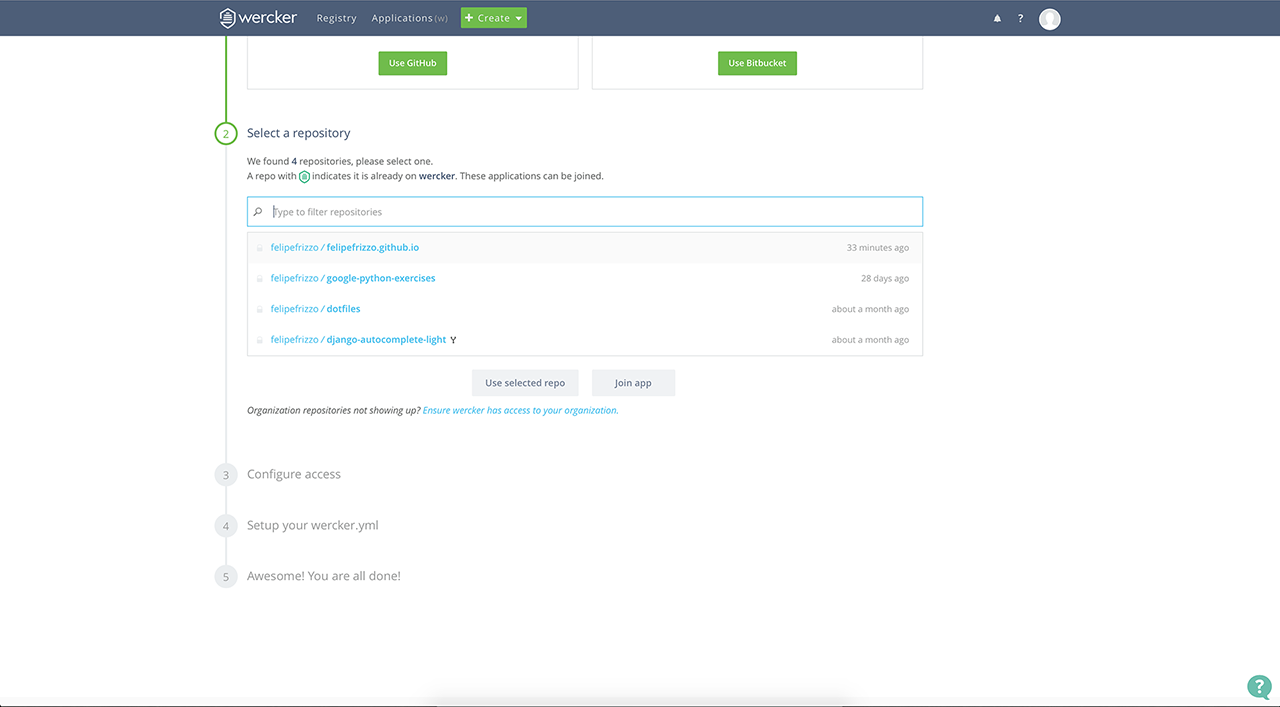 wercker Registry Applications(w) + Create ?
Use GitHub Use Bitbucket
2 Select a repository
We found 4 repositories, please select one.
A repo with indicates it is already on wercker. These applications can be joined.
Type to filter repositories
felipefrizzo / felipefrizzo.github.io 33 minutes ago
felipefrizzo / google-python-exercises 28 days ago
felipefrizzo / dotfiles about a month ago
felipefrizzo / django-autocomplete-light about a month ago
Use selected repo Join app
Organization repositories not showing up? Ensure wercker has access to your organization.
3 Configure access
4 Setup your wercker.yml
5 Awesome! You are all done!
?